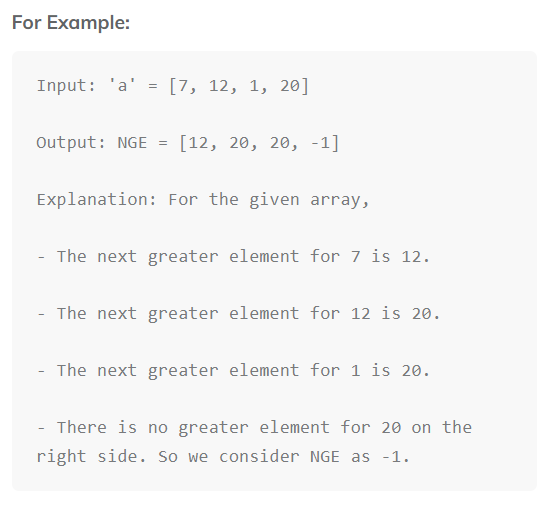 For Example:
Input: 'a' = [7, 12, 1, 20]
Output: NGE = [12, 20, 20, -1]
Explanation: For the given array,
- The next greater element for 7 is 12.
- The next greater element for 12 is 20.
- The next greater element for 1 is 20.
- There is no greater element for 20 on the
right side. So we consider NGE as -1.